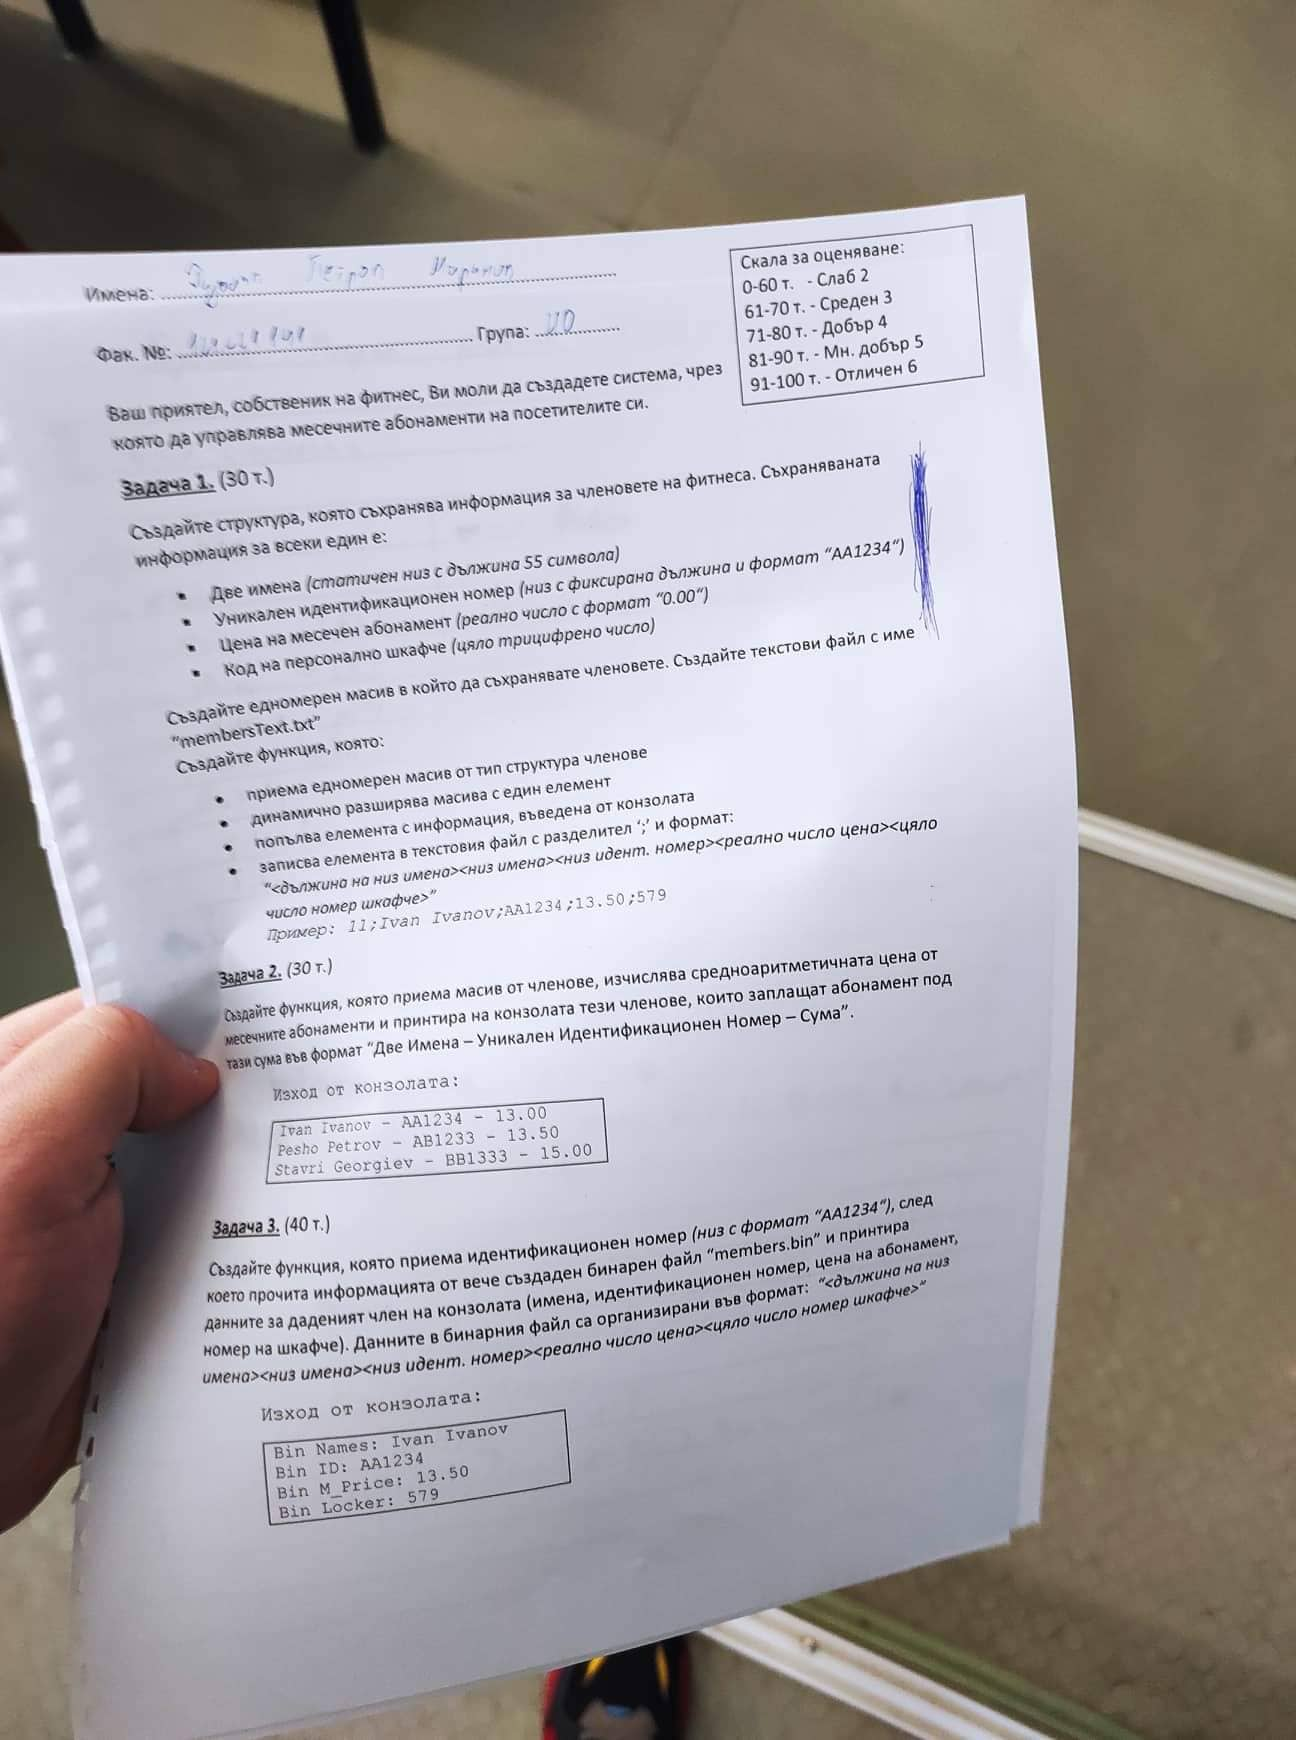 Скала за оценяване:
0-60 т. - Слаб 2
61-70 т. - Среден 3
71-80 т. - Добър 4
81-90 т. - Мн. добър 5
91-100 т. - Отличен 6
Имена:
Фак. №: Група:
Ваш приятел, собственик на фитнес, Ви моли да създадете система, чрез
която да управлява месечните абонаменти на посетителите си.
Задача 1. (30 т.)
Създайте структура, която съхранява информация за членовете на фитнеса. Съхраняваната
информация за всеки един е:
• Две имена (статичен низ с дължина 55 символа)
• Уникален идентификационен номер (низ с фиксирана дължина и формат “AA1234”)
• Цена на месечен абонамент (реално число с формат “0.00”)
• Код на персонално шкафче (цяло трицифрено число)
Създайте едномерен масив в който да съхранявате членовете. Създайте текстови файл с име
“membersText.txt”
Създайте функция, която:
• приема едномерен масив от тип структура членове
• динамично разширява масива с един елемент
• попълва елемента с информация, въведена от конзолата
• записва елемента в текстовия файл с разделител ‘;’ и формат:
“<дължина на низ имена><низ имена><низ идент. номер><реално число цена><цяло
число номер шкафче>”
Пример: 11;Ivan Ivanov;AA1234;13.50;579
Задача 2. (30 т.)
Създайте функция, която приема масив от членове, изчислява средноаритметичната цена от
месечните абонаменти и принтира на конзолата тези членове, които заплащат абонамент под
тази сума във формат “Две Имена – Уникален Идентификационен Номер – Сума”.
Изход от конзолата:
Ivan Ivanov – AA1234 – 13.00
Pesho Petrov – AB1233 – 13.50
Stavri Georgiev – BB1333 – 15.00
Задача 3. (40 т.)
Създайте функция, която приема идентификационен номер (низ с формат “AA1234”), след
което прочита информацията от вече създаден бинарен файл “members.bin” и принтира
данните за даденият член на конзолата (имена, идентификационен номер, цена на абонамент,
номер на шкафче). Данните в бинарния файл са организирани във формат: “<дължина на низ
имена><низ имена><низ идент. номер><реално число цена><цяло число номер шкафче>”
Изход от конзолата:
Bin Names: Ivan Ivanov
Bin ID: AA1234
Bin M_Price: 13.50
Bin Locker: 579